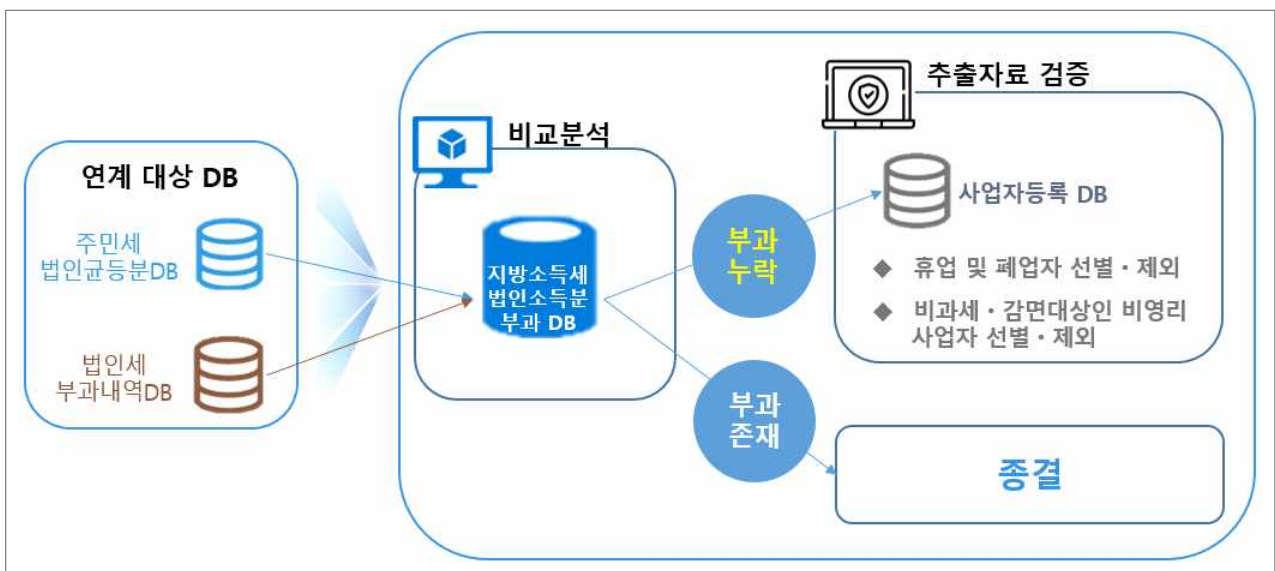 연계 대상 DB
주민세
법인균등분DB
법인세
부과내역DB
비교분석
지방소득세
법인소득분
부과 DB
부과
누락
부과
존재
추출자료 검증
사업자등록 DB
◆ 휴업 및 폐업자 선별・제외
◆ 비과세・감면대상인 비영리
사업자 선별・제외
종결